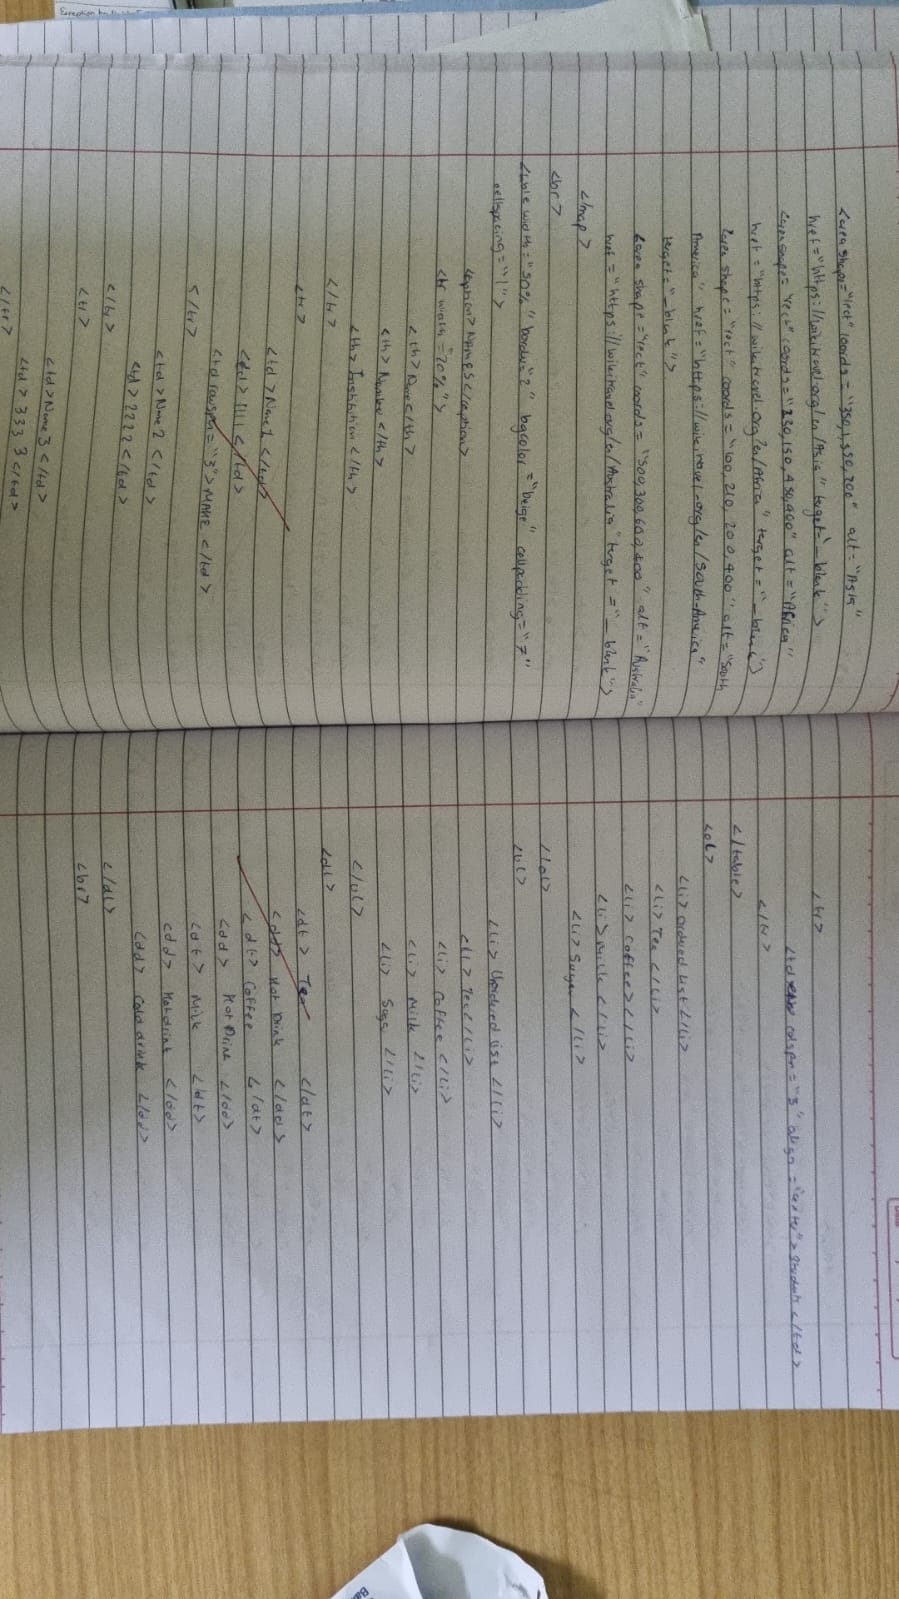 <area shape="rect" coords = "350,1,550,200" alt = "Asia"
href="https://wikitravel.org/en/Asia" target="_blank">
<area shape= "rect" coords= "230,150,450,400" alt = "Africa"
href = "https://wikitravel.org/en/Africa" target = "_blank">
<area shape = "rect" coords = "100,210,200,400" alt = "South
America" href = "https://wikitravel.org/en/South-America"
target = "_blank">
<area shape = "rect" coords = "500,300,600,400" alt = "Australia"
href = "https://wikitravel.org/en/Australia" target = "_blank">
</map>
<br>
<table width = "50%" border = "2" bgcolor = "beige" cellpadding = "7"
cellspacing = "1">
<caption>NAMES</caption>
<tr width = "20%">
<th>Name</th>
<th>Number</th>
<th>Institution</th>
</tr>
<tr>
<td>Name 1</td>
<td>1111</td>
<td rowspan = "3">MAKE</td>
</tr>
<td>Name 2</td>
<td>2222</td>
</tr>
<tr>
<td>Name 3</td>
<td>3333</td>
</tr>
<tr>
<td colspan = "3" align = "center"> </td>
</tr>
</table>
<ol>
<li>Ordered list</li>
<li>Tea</li>
<li>Coffee></li>
<li>Milk</li>
<li>Sugar</li>
</ol>
<ul>
<li>Unordered list</li>
<li>Tea</li>
<li>Coffee</li>
<li>Milk</li>
<li>Sugar</li>
</ul>
<dl>
<dt> Tea </dt>
<dd> Hot Drink </dd>
<dt> Coffee </dt>
<dd> Hot Drink </dd>
<dt> Milk </dt>
<dd> Hot drink </dd>
<dd> Cold drink </dd>
</dl>
<br>